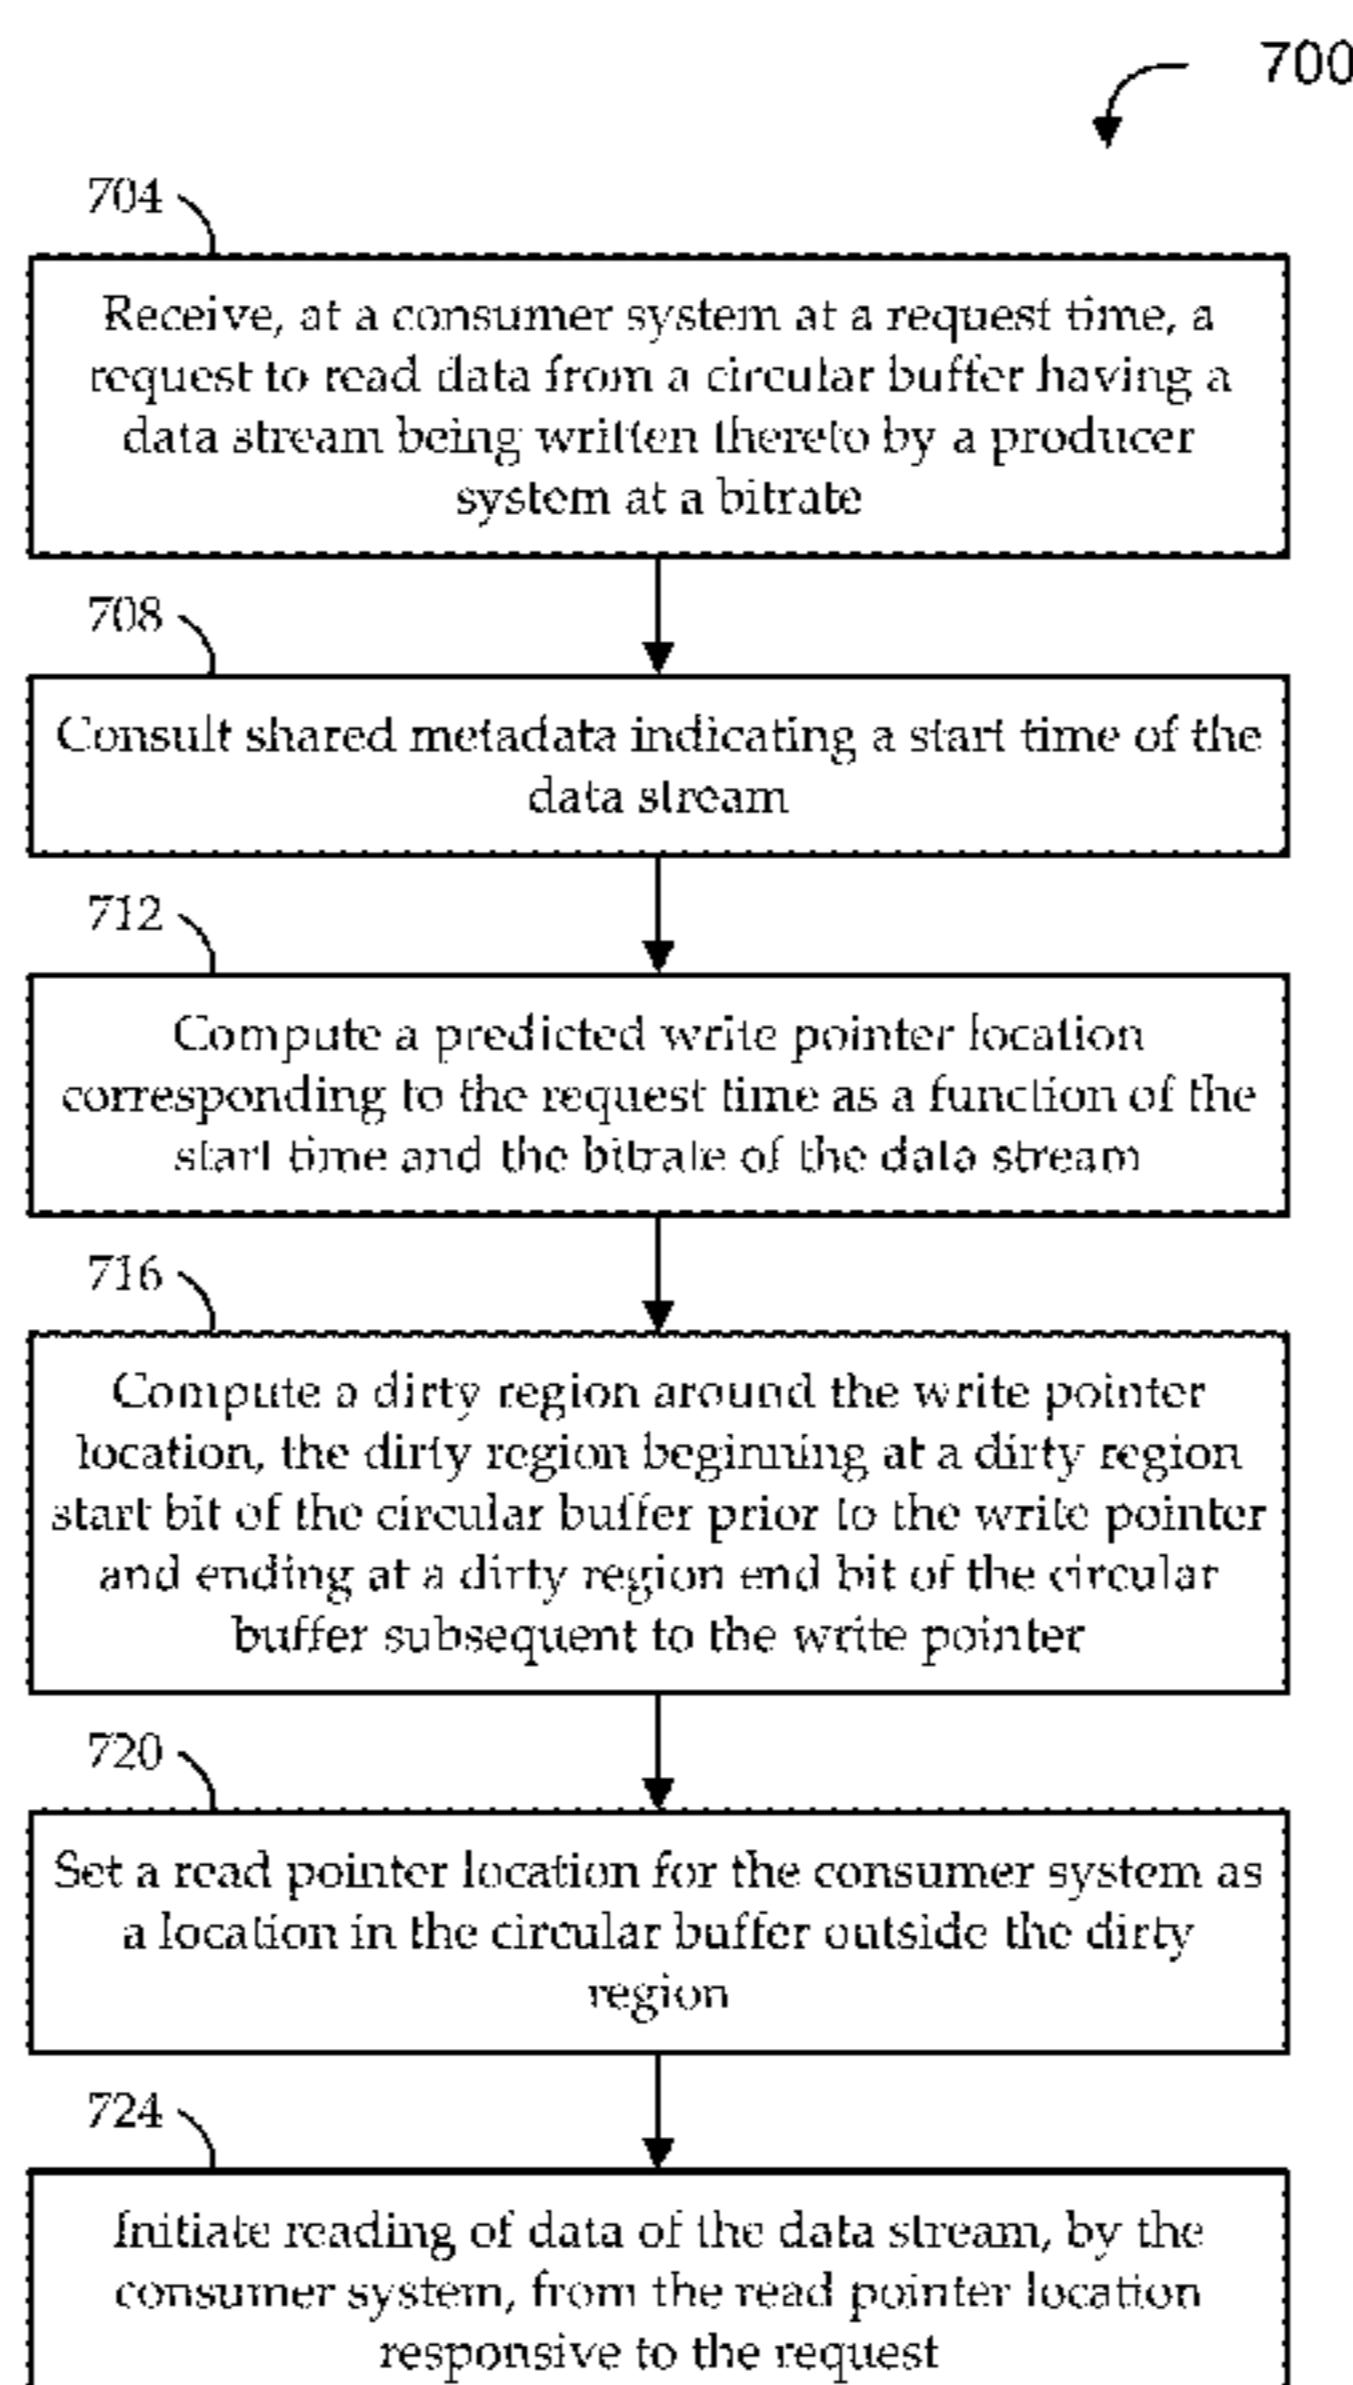 700
704
Receive, at a consumer system at a request time, a
request to read data from a circular buffer having a
data stream being written thereto by a producer
system at a bitrate
708
Consult shared metadata indicating a start time of the
data stream
712
Compute a predicted write pointer location
corresponding to the request time as a function of the
start time and the bitrate of the data stream
716
Compute a dirty region around the write pointer
location, the dirty region beginning at a dirty region
start bit of the circular buffer prior to the write pointer
and ending at a dirty region end bit of the circular
buffer subsequent to the write pointer
720
Set a read pointer location for the consumer system as
a location in the circular buffer outside the dirty
region
724
Initiate reading of data of the data stream, by the
consumer system, from the read pointer location
responsive to the request